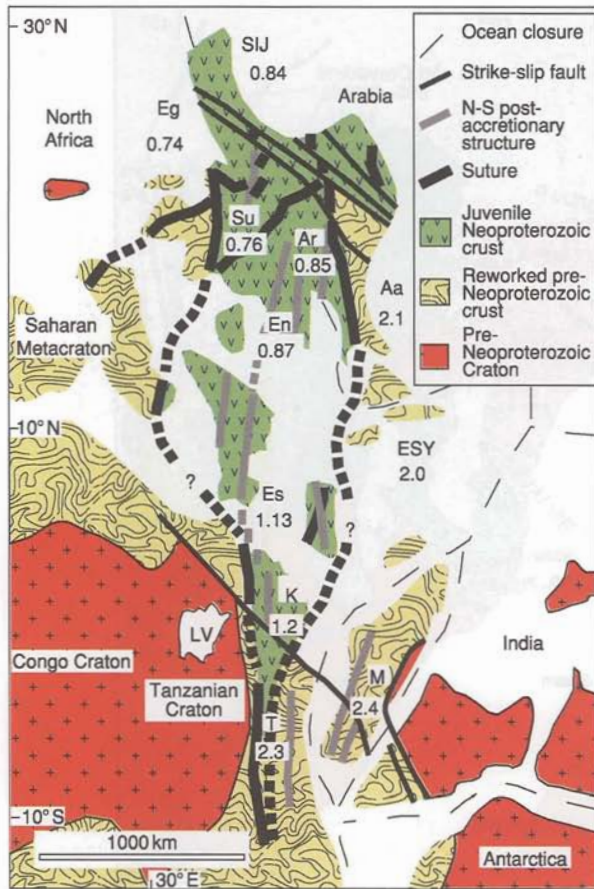 30°N
SIJ
0.84
Arabia
Eg
0.74
North
Africa
Su
0.76
Ar
0.85
Aa
2.1
En
0.87
Saharan
Metacraton
10°N
ESY
2.0
?
Es
1.13
?
K
1.2
LV
Congo Craton
Tanzanian
Craton
India
M
2.4
T
2.3
10°S
1000 km
30°E
Antarctica
Ocean closure
Strike-slip fault
N-S post-
accretionary
structure
Suture
Juvenile
Neoproterozoic
crust
Reworked pre-
Neoproterozoic
crust
Pre-
Neoproterozoic
Craton